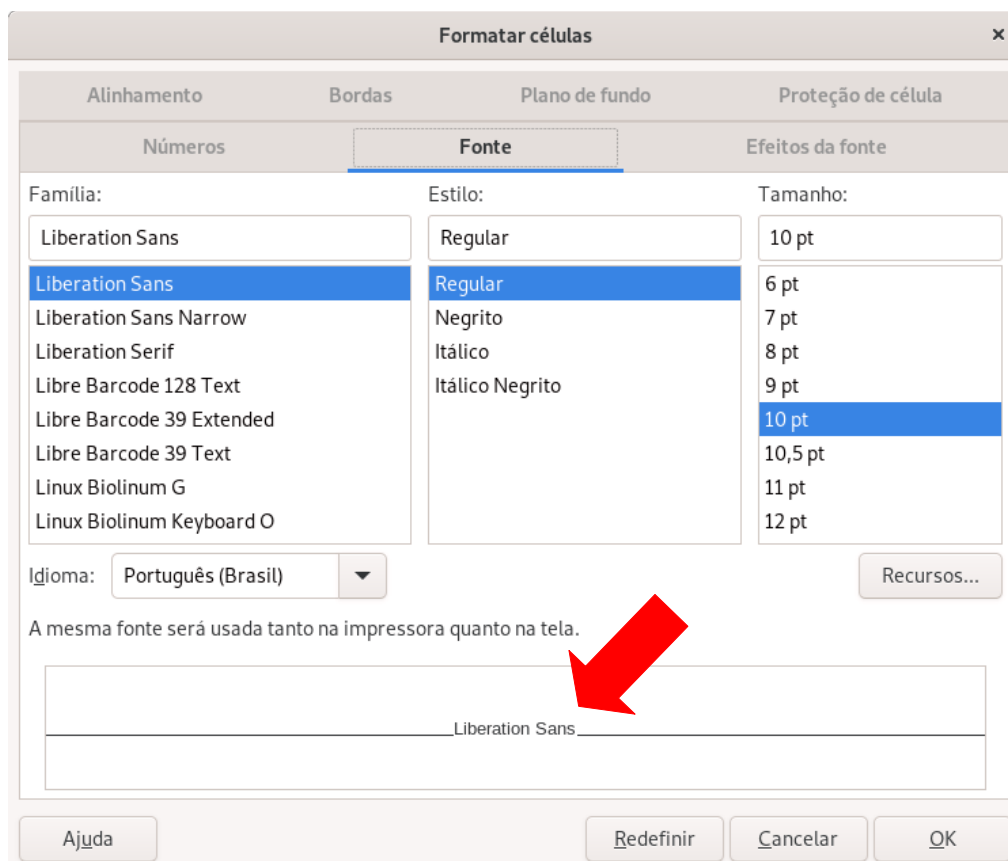 Formatar células ×
Alinhamento Bordas Plano de fundo Proteção de célula
Números Fonte Efeitos da fonte
Família: Estilo: Tamanho:
Liberation Sans Regular 10 pt
Liberation Sans Regular 6 pt
Liberation Sans Narrow Negrito 7 pt
Liberation Serif Itálico 8 pt
Libre Barcode 128 Text Itálico Negrito 9 pt
Libre Barcode 39 Extended 10 pt
Libre Barcode 39 Text 10,5 pt
Linux Biolinum G 11 pt
Linux Biolinum Keyboard O 12 pt
Idioma: Português (Brasil) Recursos...
A mesma fonte será usada tanto na impressora quanto na tela.
Liberation Sans
Ajuda Redefinir Cancelar OK